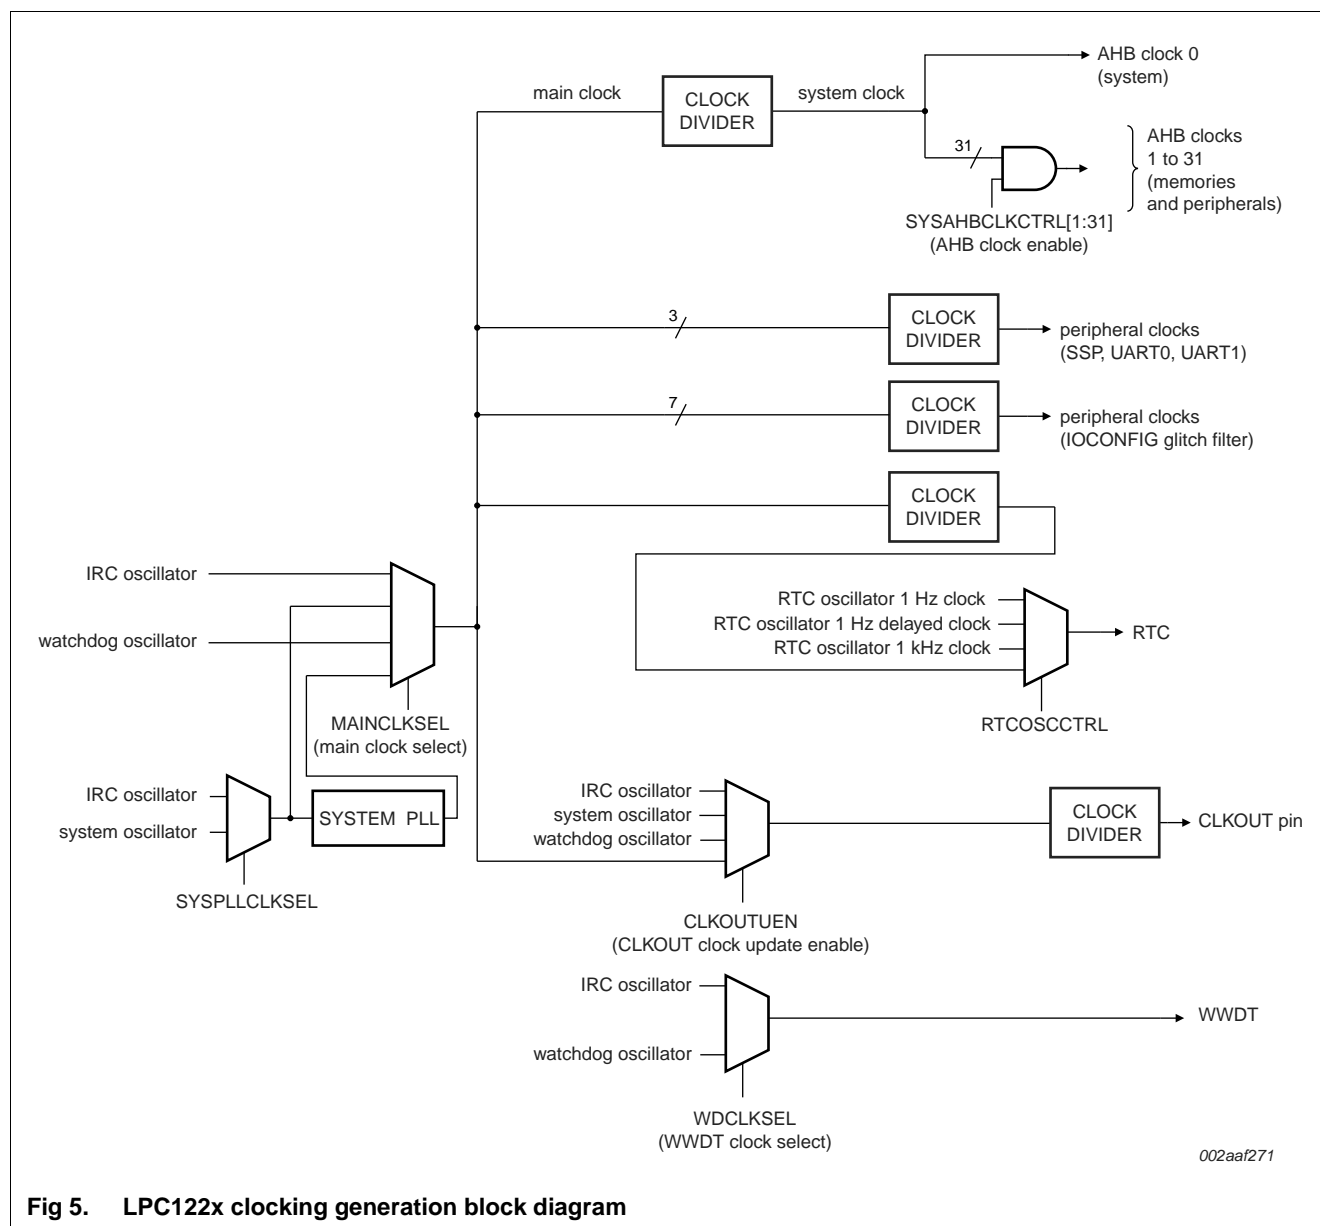 AHB clock 0
(system)
main clock
CLOCK
DIVIDER
system clock
31
AHB clocks
1 to 31
(memories
and peripherals)
SYSAHBCLKCTRL[1:31]
(AHB clock enable)
3
CLOCK
DIVIDER
peripheral clocks
(SSP, UART0, UART1)
7
CLOCK
DIVIDER
peripheral clocks
(IOCONFIG glitch filter)
CLOCK
DIVIDER
IRC oscillator
watchdog oscillator
MAINCLKSEL
(main clock select)
RTC oscillator 1 Hz clock
RTC oscillator 1 Hz delayed clock
RTC oscillator 1 kHz clock
RTC
RTCOSCCTRL
IRC oscillator
system oscillator
SYSTEM PLL
SYSPLLCLKSEL
IRC oscillator
system oscillator
watchdog oscillator
CLOCK
DIVIDER
CLKOUT pin
CLKOUTUEN
(CLKOUT clock update enable)
IRC oscillator
watchdog oscillator
WWDT
WDCLKSEL
(WWDT clock select)
002aaf271
Fig 5. LPC122x clocking generation block diagram